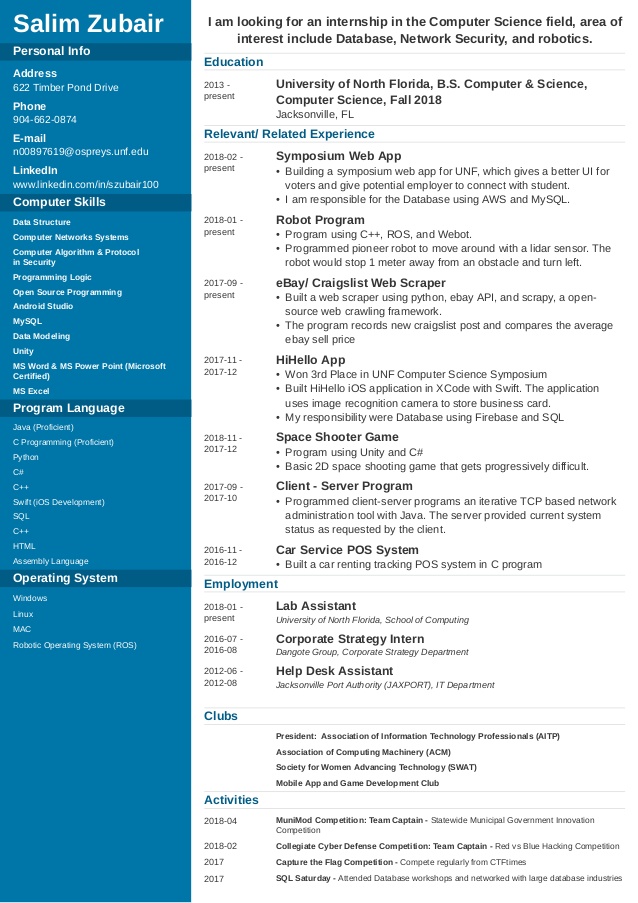 Salim Zubair
Personal Info
Address
622 Timber Pond Drive
Phone
904-662-0874
E-mail
n00897619@ospreys.unf.edu
LinkedIn
www.linkedin.com/in/szubair100
Computer Skills
Data Structure
Computer Networks Systems
Computer Algorithm & Protocol
in Security
Programming Logic
Open Source Programming
Android Studio
MySQL
Data Modeling
Unity
MS Word & MS Power Point (Microsoft
Certified)
MS Excel
Program Language
Java (Proficient)
C Programming (Proficient)
Python
C#
C++
Swift (iOS Development)
SQL
C++
HTML
Assembly Language
Operating System
Windows
Linux
MAC
Robotic Operating System (ROS)
I am looking for an internship in the Computer Science field, area of
interest include Database, Network Security, and robotics.
Education
2013 -
present
University of North Florida, B.S. Computer & Science,
Computer Science, Fall 2018
Jacksonville, FL
Relevant/ Related Experience
2018-02 -
present
Symposium Web App
• Building a symposium web app for UNF, which gives a better UI for
voters and give potential employer to connect with student.
• I am responsible for the Database using AWS and MySQL.
2018-01 -
present
Robot Program
• Program using C++, ROS, and Webot.
• Programmed pioneer robot to move around with a lidar sensor. The
robot would stop 1 meter away from an obstacle and turn left.
2017-09 -
present
eBay/ Craigslist Web Scraper
• Built a web scraper using python, ebay API, and scrapy, a open-
source web crawling framework.
• The program records new craigslist post and compares the average
ebay sell price
2017-11 -
2017-12
HiHello App
• Won 3rd Place in UNF Computer Science Symposium
• Built HiHello iOS application in XCode with Swift. The application
uses image recognition camera to store business card.
• My responsibility were Database using Firebase and SQL
2018-11 -
2017-12
Space Shooter Game
• Program using Unity and C#
• Basic 2D space shooting game that gets progressively difficult.
2017-09 -
2017-10
Client - Server Program
• Programmed client-server programs an iterative TCP based network
administration tool with Java. The server provided current system
status as requested by the client.
2016-11 -
2016-12
Car Service POS System
• Built a car renting tracking POS system in C program
Employment
2018-01 -
present
Lab Assistant
University of North Florida, School of Computing
2016-07 -
2016-08
Corporate Strategy Intern
Dangote Group, Corporate Strategy Department
2012-06 -
2012-08
Help Desk Assistant
Jacksonville Port Authority (JAXPORT), IT Department
Clubs
President: Association of Information Technology Professionals (AITP)
Association of Computing Machinery (ACM)
Society for Women Advancing Technology (SWAT)
Mobile App and Game Development Club
Activities
2018-04
MuniMod Competition: Team Captain - Statewide Municipal Government Innovation
Competition
2018-02
Collegiate Cyber Defense Competition: Team Captain - Red vs Blue Hacking Competition
2017
Capture the Flag Competition - Compete regularly from CTFtimes
2017
SQL Saturday - Attended Database workshops and networked with large database industries